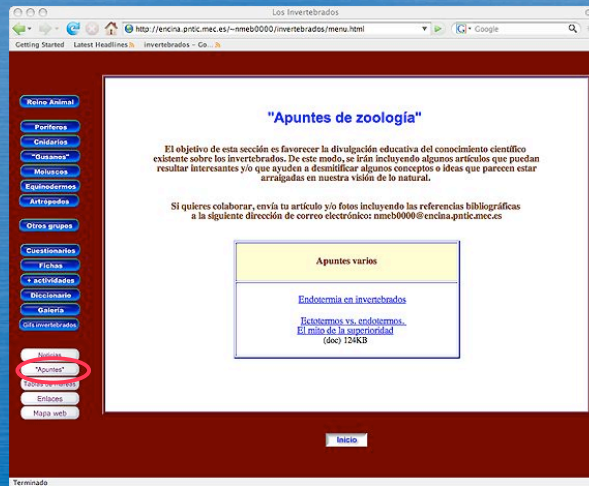 Los Invertebrados
http://encina.pntic.mec.es/~nmeb0000/invertebrados/menu.html
Google
Getting Started Latest Headlines invertebrados - Go...
Reino Animal
Poríferos
Cnidarios
"Gusanos"
Moluscos
Equinodermos
Artrópodos
Otros grupos
Cuestionarios
Fichas
+ actividades
Diccionario
Galería
Gifs invertebrados
Noticias
"Apuntes"
Tablas de mareas
Enlaces
Mapa web
"Apuntes de zoología"
El objetivo de esta sección es favorecer la divulgación educativa del conocimiento científico
existente sobre los invertebrados. De este modo, se irán incluyendo algunos artículos que puedan
resultar interesantes y/o que ayuden a desmitificar algunos conceptos o ideas que parecen estar
arraigadas en nuestra visión de lo natural.
Si quieres colaborar, envía tu artículo y/o fotos incluyendo las referencias bibliográficas
a la siguiente dirección de correo electrónico: nmeb0000@encina.pntic.mec.es
Apuntes varios
Endotermia en invertebrados
Ectotermos vs. endotermos.
El mito de la superioridad
(doc) 124KB
Inicio
Terminado